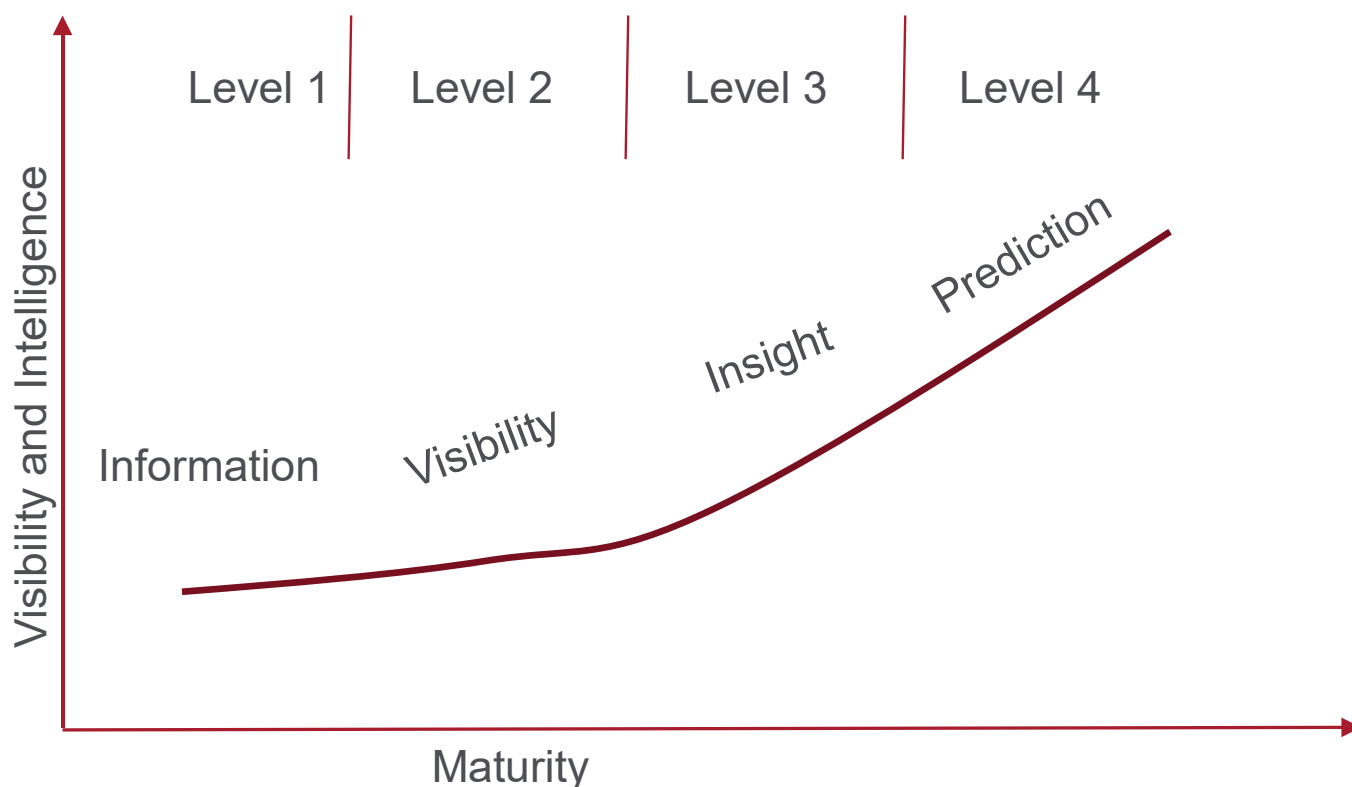 Level 1
Level 2
Level 3
Level 4
Visibility and Intelligence
Information
Visibility
Insight
Prediction
Maturity